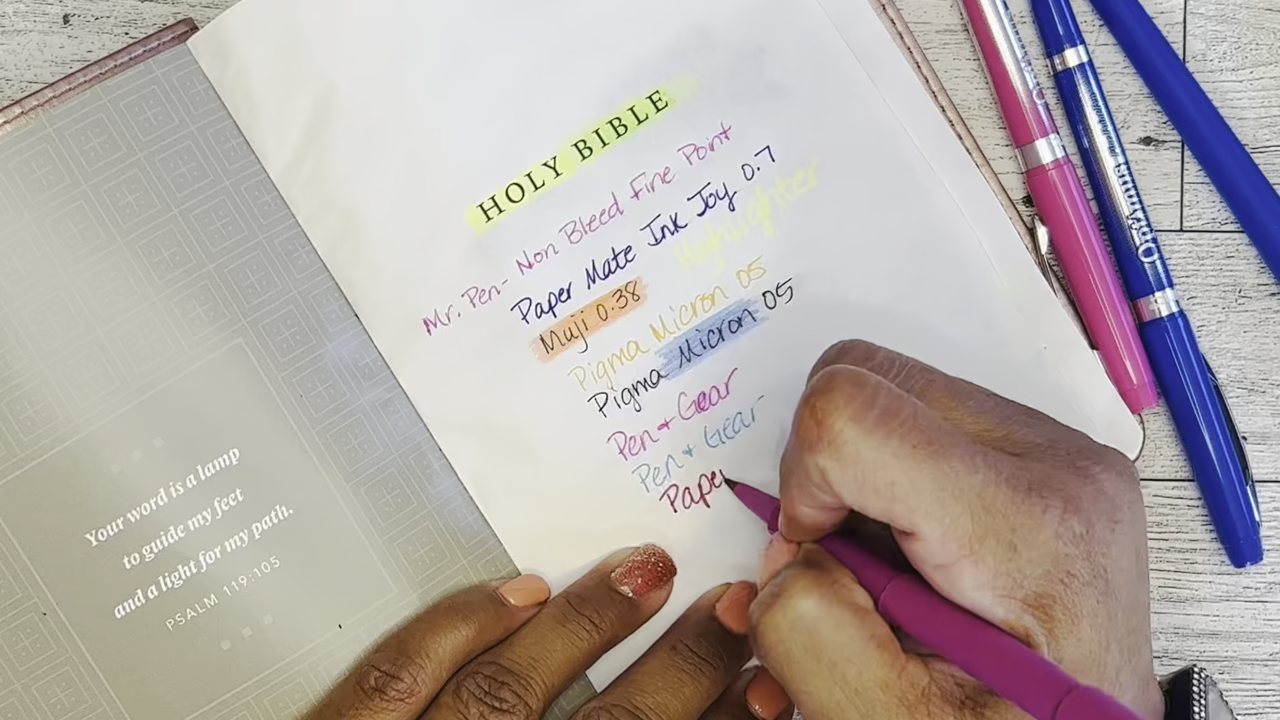 Your word is a lamp
to guide my feet
and a light for my path.
PSALM 119:105
HOLY BIBLE
Mr. Pen- Non Bleed Fine Point
Paper Mate Ink Joy 0.7
Highlighter
Muji 0.38
Pigma Micron 05
Pigma Micron 05
Pen + Gear
Pen + Gear
Paper
Optimus